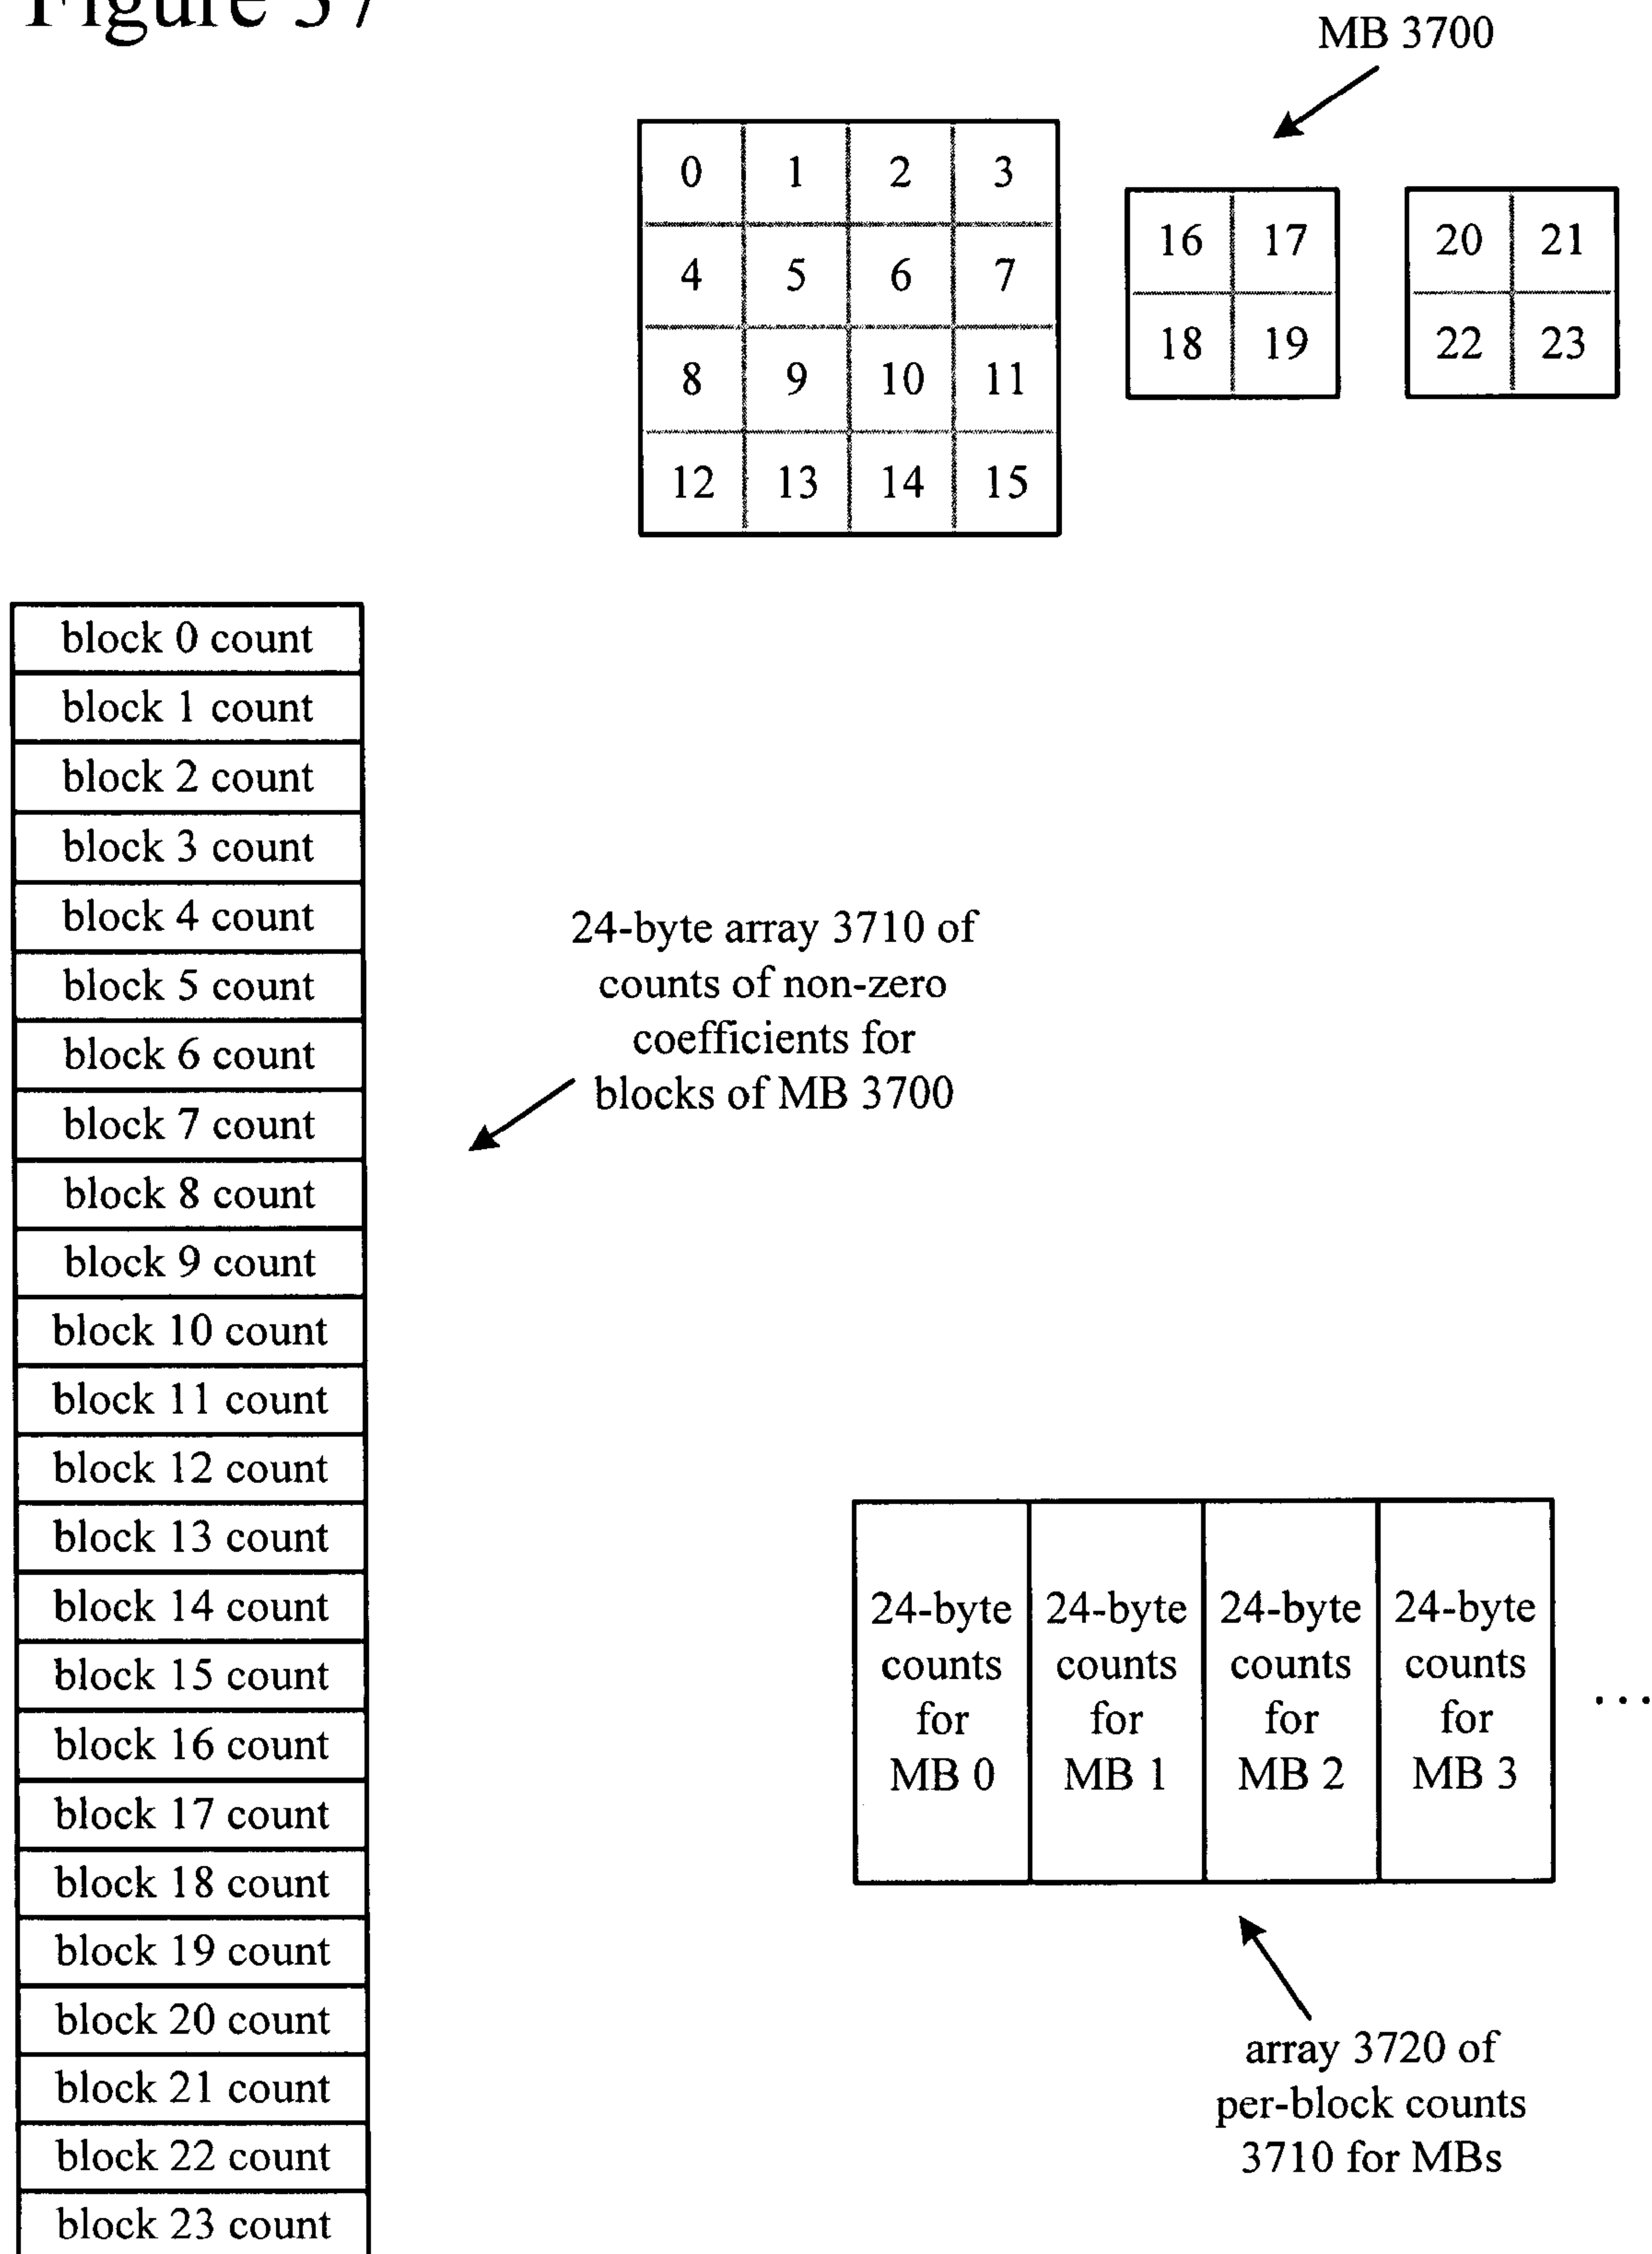 Figure 37
MB 3700
0 1 2 3
4 5 6 7
8 9 10 11
12 13 14 15
16 17
18 19
20 21
22 23
block 0 count
block 1 count
block 2 count
block 3 count
block 4 count
block 5 count
block 6 count
block 7 count
block 8 count
block 9 count
block 10 count
block 11 count
block 12 count
block 13 count
block 14 count
block 15 count
block 16 count
block 17 count
block 18 count
block 19 count
block 20 count
block 21 count
block 22 count
block 23 count
24-byte array 3710 of
counts of non-zero
coefficients for
blocks of MB 3700
24-byte
counts
for
MB 0
24-byte
counts
for
MB 1
24-byte
counts
for
MB 2
24-byte
counts
for
MB 3
...
array 3720 of
per-block counts
3710 for MBs